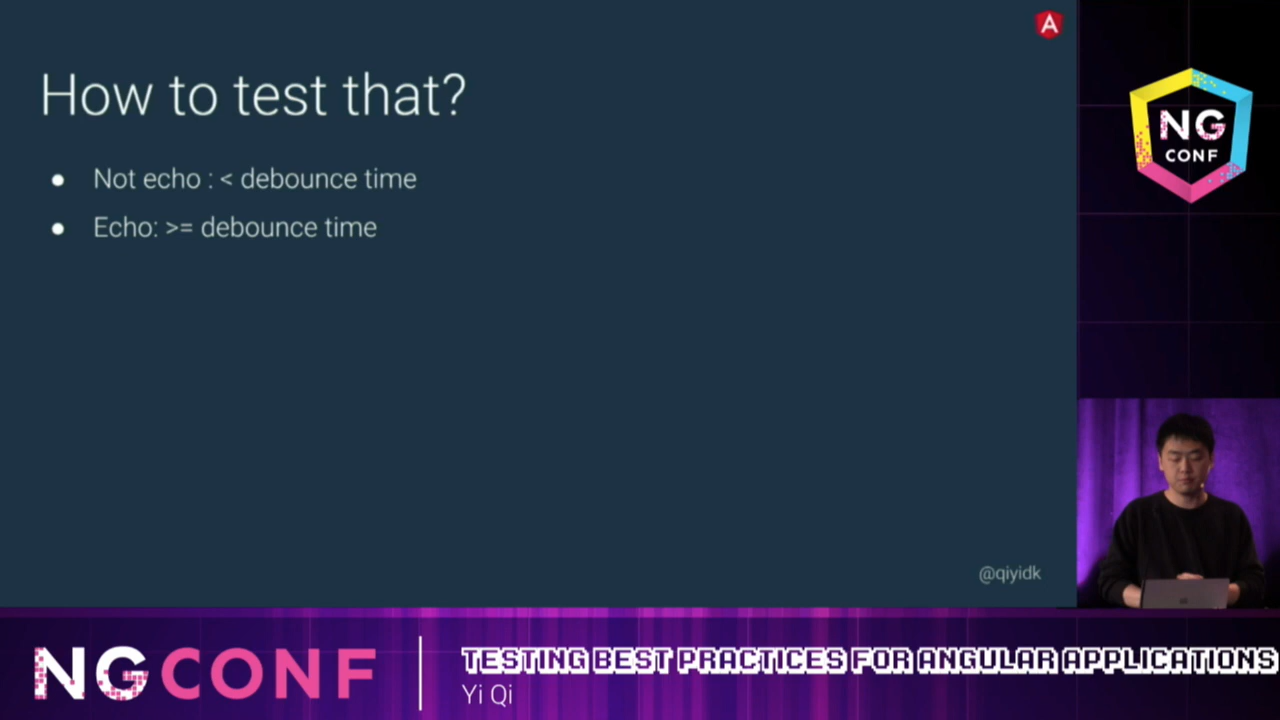 A
How to test that?
● Not echo : < debounce time
● Echo: >= debounce time
@qiyidk
NG
CONF
NG CONF
TESTING BEST PRACTICES FOR ANGULAR APPLICATIONS
Yi Qi